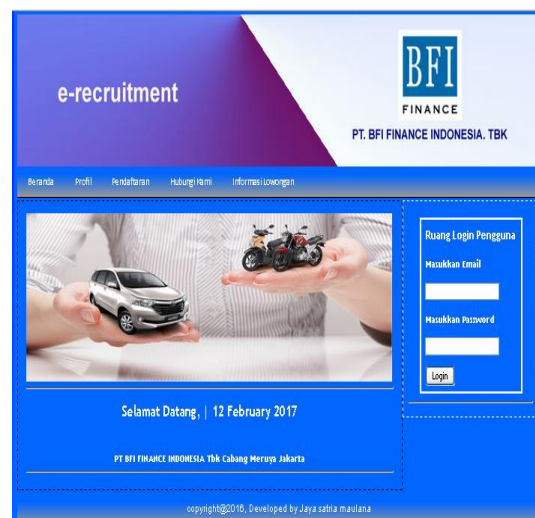 e-recruitment
BFI
FINANCE
PT. BFI FINANCE INDONESIA. TBK
Beranda Profil Pendaftaran Hubungi Kami Informasi Lowongan
Ruang Login Pengguna
Masukkan Email
Masukkan Password
Login
Selamat Datang, | 12 February 2017
PT BFI FINANCE INDONESIA Tbk Cabang Meruya Jakarta
copyright@2016, Developed by Jaya satria maulana